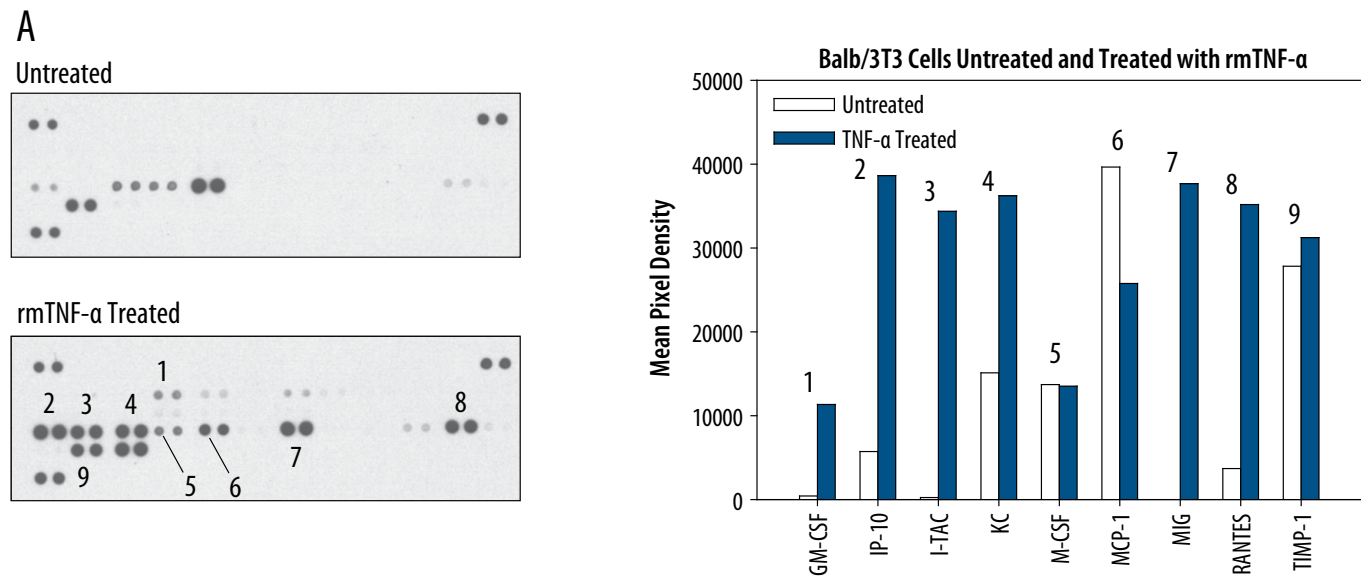 A
Untreated
rmTNF-α Treated
1
2 3 4 8
7
9 5 6
Balb/3T3 Cells Untreated and Treated with rmTNF-α
Mean Pixel Density
50000
40000
30000
20000
10000
0
Untreated
TNF-α Treated
1
2
3
4
5
6
7
8
9
GM-CSF
IP-10
I-TAC
KC
M-CSF
MCP-1
MIG
RANTES
TIMP-1